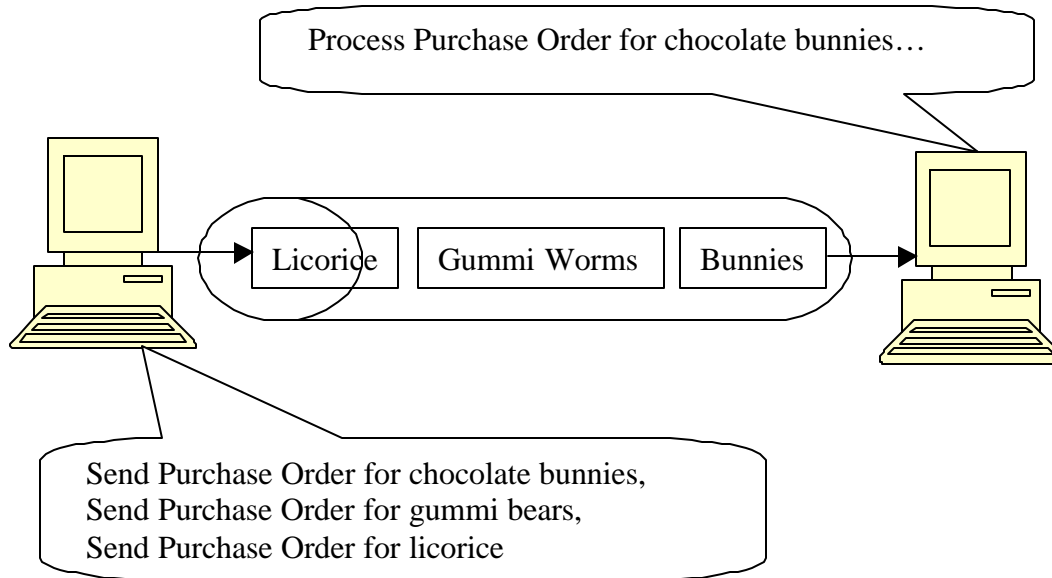 Process Purchase Order for chocolate bunnies…
Licorice
Gummi Worms
Bunnies
Send Purchase Order for chocolate bunnies,
Send Purchase Order for gummi bears,
Send Purchase Order for licorice